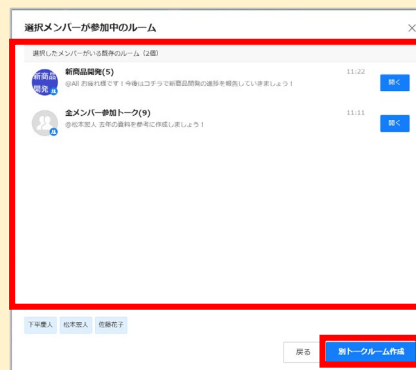 選択メンバーが参加中のルーム
選択したメンバーがいる既存のルーム(2個)
新商品開発
新商品開発(5)
11:22
@All お疲れ様です!今後はコチラで新商品開発の進捗を報告していきましょう!
開く
全メンバー参加トーク(9)
11:11
@松本宏人 去年の資料を参考に作成しましょう!
開く
下平慶人 松本宏人 佐藤花子
戻る 別トークルーム作成